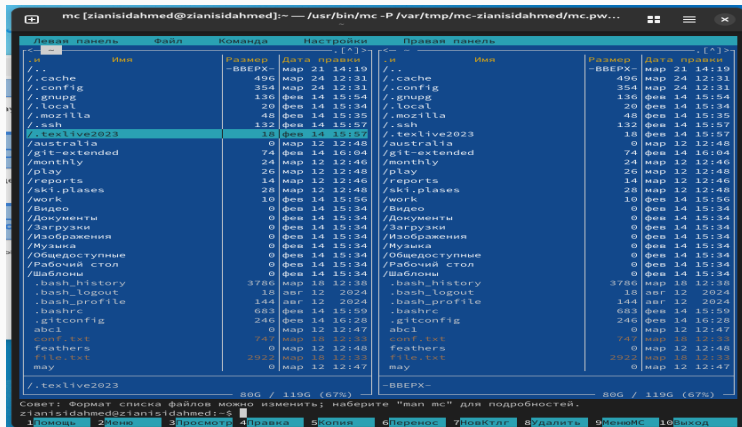 mc [zianisidahmed@zianisidahmed]:~ — /usr/bin/mc -P /var/tmp/mc-zianisidahmed/mc.pw...
Левая панель Файл Команда Настройки Правая панель
<— ~ .[^]> <— ~ .[^]>
.и Имя Размер Дата правки .и Имя Размер Дата правки
/.. -ВВЕРХ- мар 21 14:19 /.. -ВВЕРХ- мар 21 14:19
/.cache 496 мар 24 12:31 /.cache 496 мар 24 12:31
/.config 354 мар 24 12:31 /.config 354 мар 24 12:31
/.gnupg 136 фев 14 15:54 /.gnupg 136 фев 14 15:54
/.local 20 фев 14 15:34 /.local 20 фев 14 15:34
/.mozilla 48 фев 14 15:35 /.mozilla 48 фев 14 15:35
/.ssh 132 фев 14 15:57 /.ssh 132 фев 14 15:57
/.texlive2023 18 фев 14 15:57 /.texlive2023 18 фев 14 15:57
/australia 0 мар 12 12:48 /australia 0 мар 12 12:48
/git-extended 74 фев 14 16:04 /git-extended 74 фев 14 16:04
/monthly 24 мар 12 12:46 /monthly 24 мар 12 12:46
/play 26 мар 12 12:48 /play 26 мар 12 12:48
/reports 14 мар 12 12:46 /reports 14 мар 12 12:46
/ski.plases 28 мар 12 12:48 /ski.plases 28 мар 12 12:48
/work 10 фев 14 15:56 /work 10 фев 14 15:56
/Видео 0 фев 14 15:34 /Видео 0 фев 14 15:34
/Документы 0 фев 14 15:34 /Документы 0 фев 14 15:34
/Загрузки 0 фев 14 15:34 /Загрузки 0 фев 14 15:34
/Изображения 0 фев 14 15:34 /Изображения 0 фев 14 15:34
/Музыка 0 фев 14 15:34 /Музыка 0 фев 14 15:34
/Общедоступные 0 фев 14 15:34 /Общедоступные 0 фев 14 15:34
/Рабочий стол 0 фев 14 15:34 /Рабочий стол 0 фев 14 15:34
/Шаблоны 0 фев 14 15:34 /Шаблоны 0 фев 14 15:34
.bash_history 3786 мар 18 12:38 .bash_history 3786 мар 18 12:38
.bash_logout 18 авг 12 2024 .bash_logout 18 авг 12 2024
.bash_profile 144 авг 12 2024 .bash_profile 144 авг 12 2024
.bashrc 683 фев 14 15:59 .bashrc 683 фев 14 15:59
.gitconfig 246 фев 14 16:28 .gitconfig 246 фев 14 16:28
abc1 0 мар 12 12:47 abc1 0 мар 12 12:47
conf.txt 747 мар 18 12:33 conf.txt 747 мар 18 12:33
feathers 0 мар 12 12:48 feathers 0 мар 12 12:48
file.txt 2922 мар 18 12:33 file.txt 2922 мар 18 12:33
may 0 мар 12 12:47 may 0 мар 12 12:47
/.texlive2023 -ВВЕРХ-
80G / 119G (67%) 80G / 119G (67%)
Совет: Формат списка файлов можно изменить; наберите "man mc" для подробностей.
zianisidahmed@zianisidahmed:~$
1Помощь 2Меню 3Просмотр 4Правка 5Копия 6Перенос 7НовКтлг 8Удалить 9МенюМС 10Выход